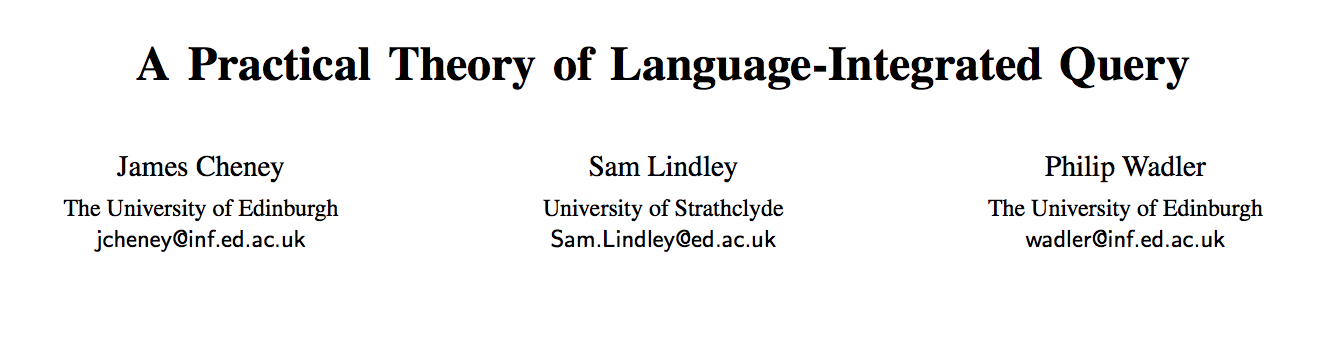 A Practical Theory of Language-Integrated Query
James Cheney
The University of Edinburgh
jcheney@inf.ed.ac.uk
Sam Lindley
University of Strathclyde
Sam.Lindley@ed.ac.uk
Philip Wadler
The University of Edinburgh
wadler@inf.ed.ac.uk